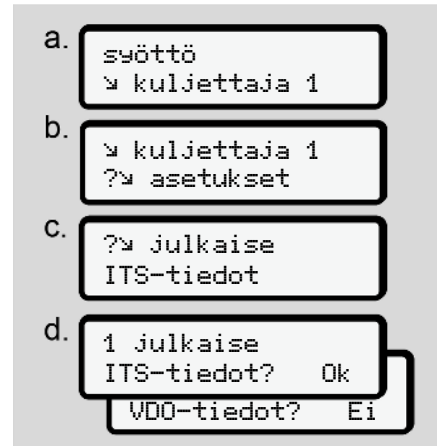 a.
syöttö
↘ kuljettaja 1
b.
↘ kuljettaja 1
?↘ asetukset
c.
?↘ julkaise
ITS-tiedot
d.
1 julkaise
ITS-tiedot? Ok
VDO-tiedot? Ei